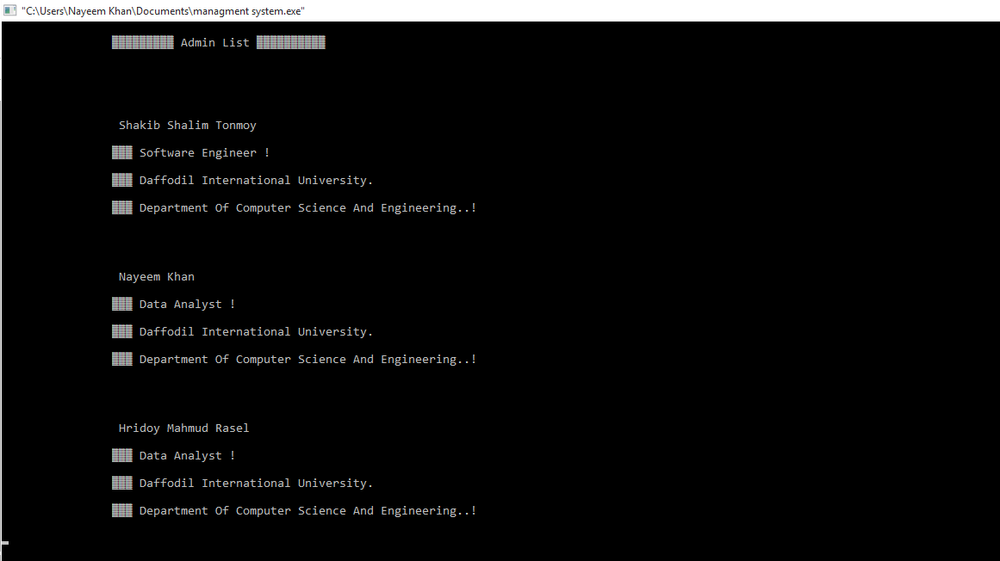 "C:\Users\Nayeem Khan\Documents\managment system.exe"
▓▓▓▓▓▓▓▓▓ Admin List ▓▓▓▓▓▓▓▓▓▓
Shakib Shalim Tonmoy
▓▓▓ Software Engineer !
▓▓▓ Daffodil International University.
▓▓▓ Department Of Computer Science And Engineering..!
Nayeem Khan
▓▓▓ Data Analyst !
▓▓▓ Daffodil International University.
▓▓▓ Department Of Computer Science And Engineering..!
Hridoy Mahmud Rasel
▓▓▓ Data Analyst !
▓▓▓ Daffodil International University.
▓▓▓ Department Of Computer Science And Engineering..!